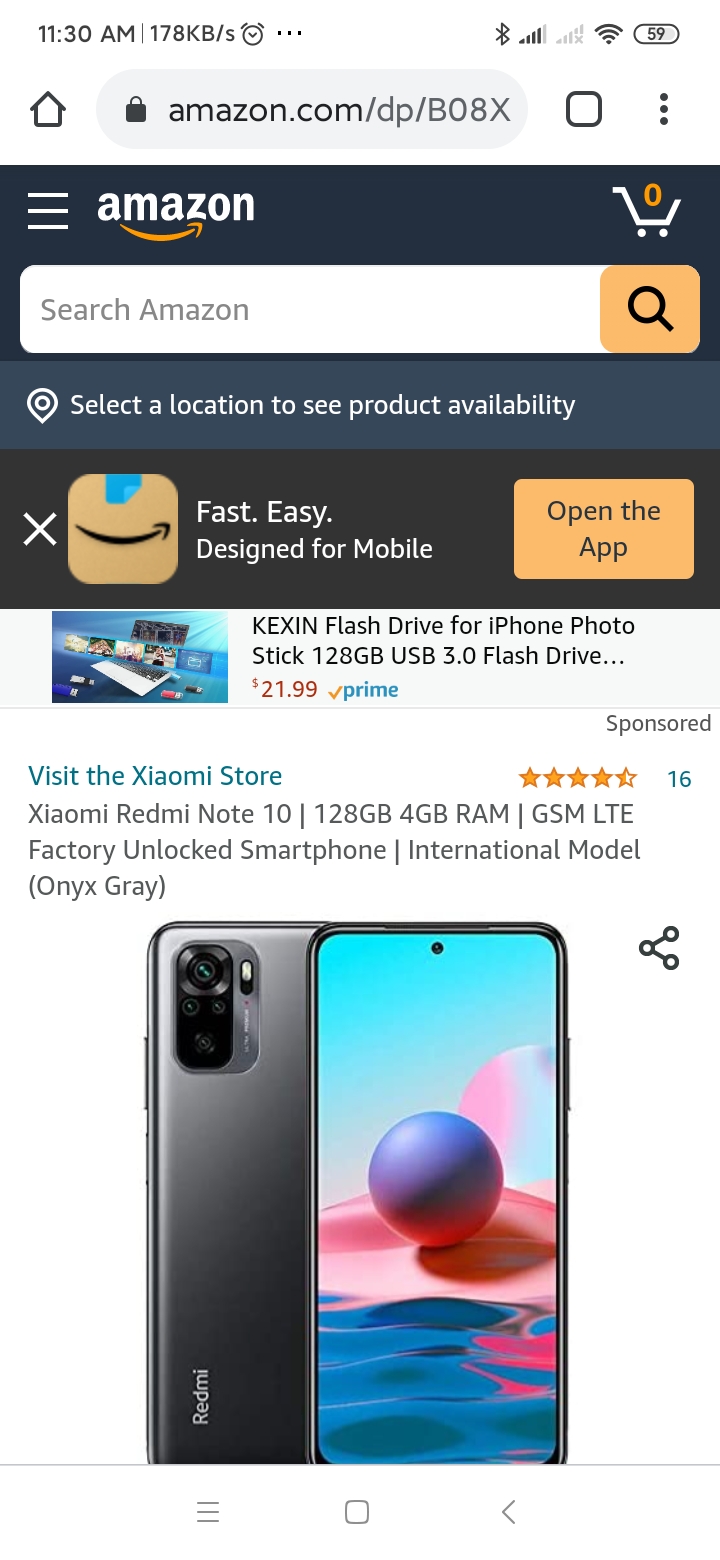 11:30 AM | 178KB/s ...
59
amazon.com/dp/B08X
amazon
0
Search Amazon
Select a location to see product availability
Fast. Easy.
Designed for Mobile
Open the
App
KEXIN Flash Drive for iPhone Photo
Stick 128GB USB 3.0 Flash Drive...
$21.99 prime
Sponsored
Visit the Xiaomi Store
16
Xiaomi Redmi Note 10 | 128GB 4GB RAM | GSM LTE
Factory Unlocked Smartphone | International Model
(Onyx Gray)
Redmi